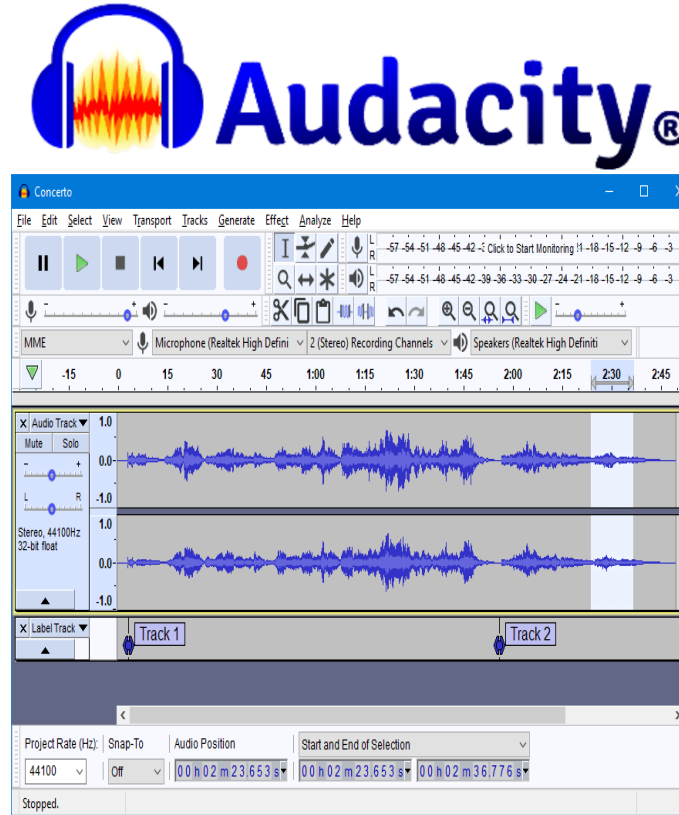 Audacity®
Concerto
File Edit Select View Transport Tracks Generate Effect Analyze Help
L -57 -54 -51 -48 -45 -42 -3 Click to Start Monitoring !1 -18 -15 -12 -9 -6 -3
R
L -57 -54 -51 -48 -45 -42 -39 -36 -33 -30 -27 -24 -21 -18 -15 -12 -9 -6 -3
R
- + - + - +
MME Microphone (Realtek High Defini 2 (Stereo) Recording Channels Speakers (Realtek High Definiti
-15 0 15 30 45 1:00 1:15 1:30 1:45 2:00 2:15 2:30 2:45
X Audio Track 1.0
Mute Solo
- + 0.0
L R -1.0
Stereo, 44100Hz 1.0
32-bit float
0.0
-1.0
X Label Track Track 1 Track 2
Project Rate (Hz): Snap-To Audio Position Start and End of Selection
44100 Off 00 h 02 m 23.653 s 00 h 02 m 23.653 s 00 h 02 m 36.776 s
Stopped.